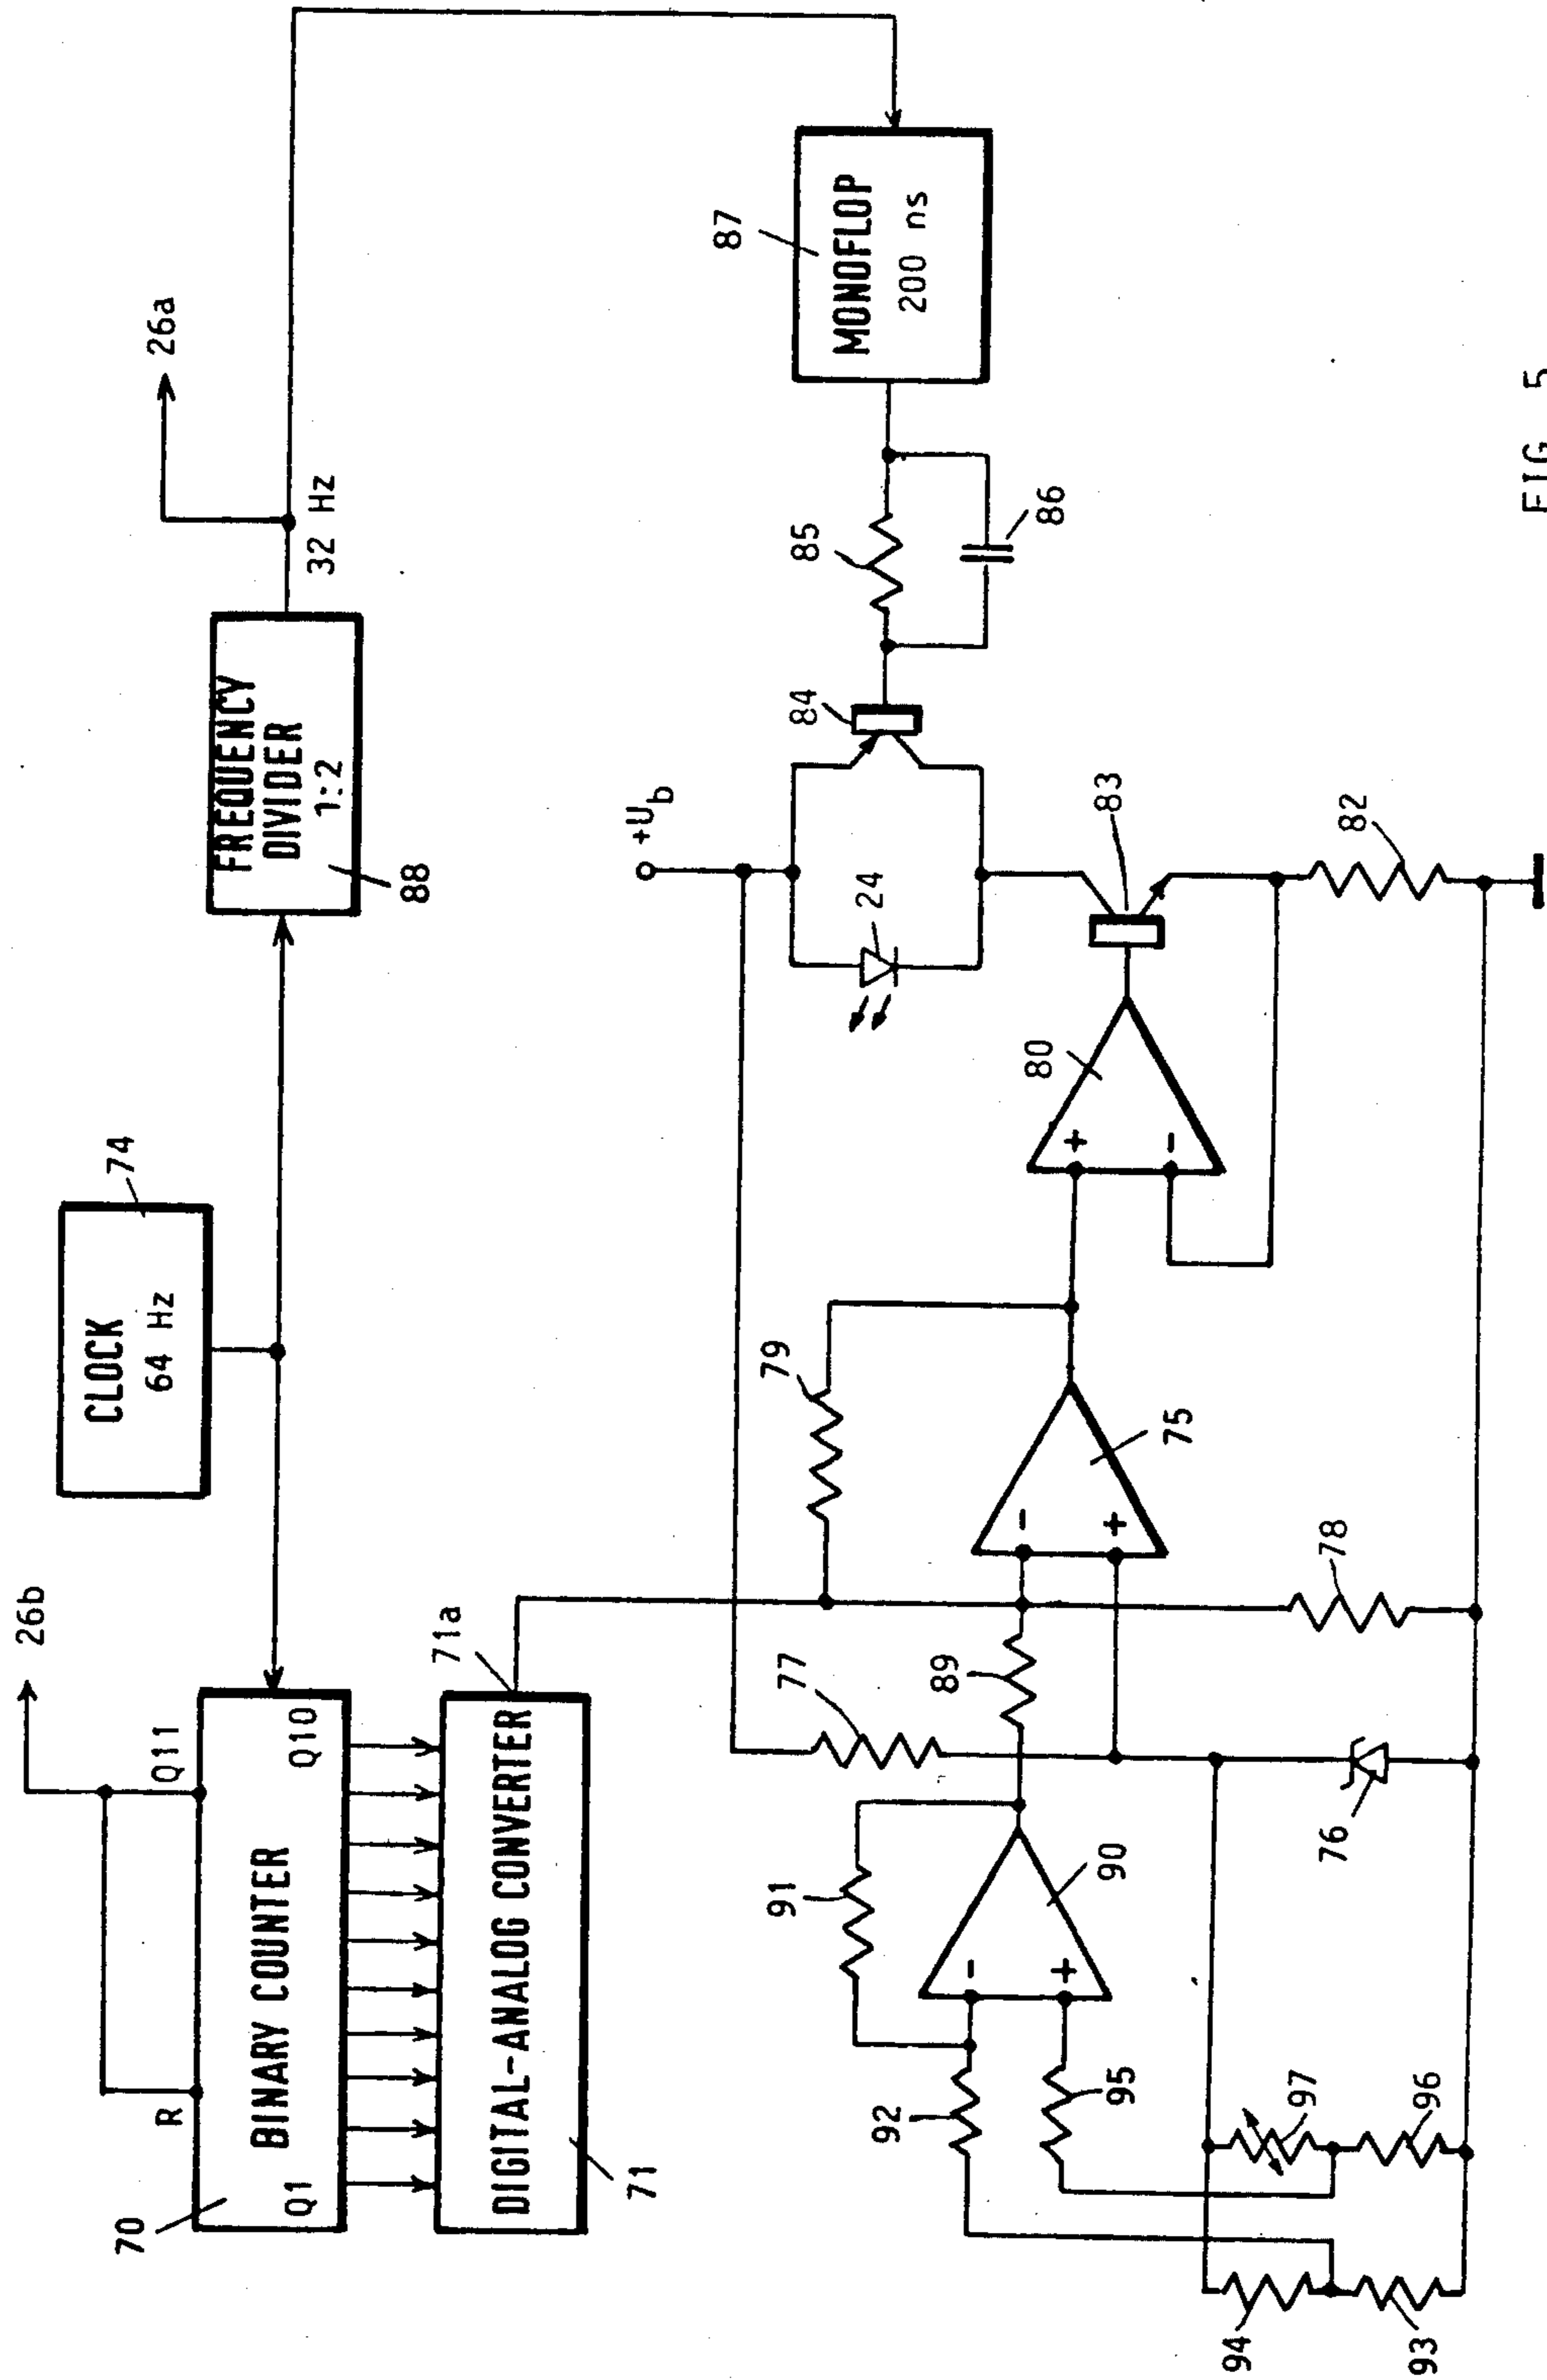 26b
R
Q11
70
BINARY COUNTER
Q1
Q10
DIGITAL-ANALOG CONVERTER
71
71a
CLOCK
64 Hz
74
FREQUENCY
DIVIDER
1:2
88
32 Hz
26a
87
MONOFLOP
200 ns
+Ub
84
85
86
24
83
82
80
+
-
79
75
-
+
78
77
89
91
90
-
+
76
92
95
97
96
94
93
FIG 5